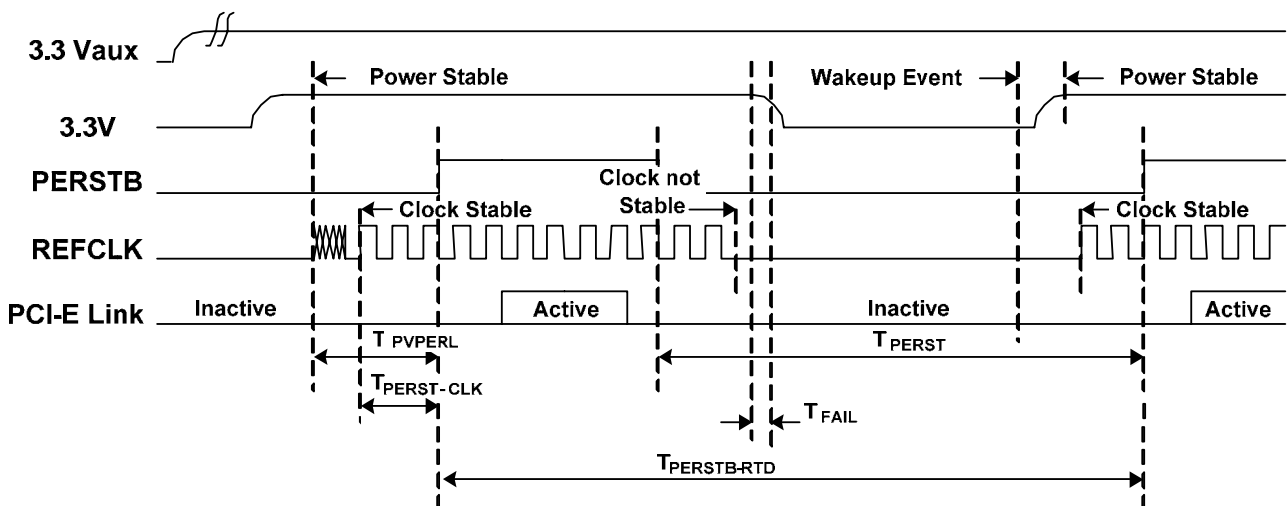 3.3 Vaux
Power Stable
Wakeup Event
Power Stable
3.3V
PERSTB
Clock not
Stable
Clock Stable
Clock Stable
REFCLK
PCI-E Link
Inactive
Active
Inactive
Active
T PVPERL
T PERST
T PERST-CLK
T FAIL
T PERSTB-RTD